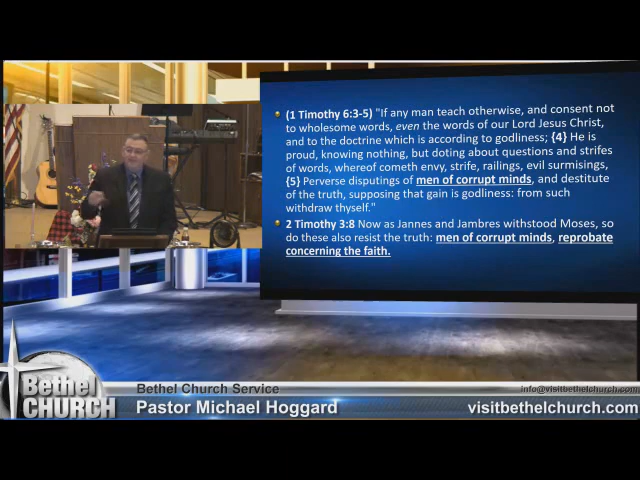 (1 Timothy 6:3-5) "If any man teach otherwise, and consent not
to wholesome words, even the words of our Lord Jesus Christ,
and to the doctrine which is according to godliness; {4} He is
proud, knowing nothing, but doting about questions and strifes
of words, whereof cometh envy, strife, railings, evil surmisings,
{5} Perverse disputings of men of corrupt minds, and destitute
of the truth, supposing that gain is godliness: from such
withdraw thyself."
2 Timothy 3:8 Now as Jannes and Jambres withstood Moses, so
do these also resist the truth: men of corrupt minds, reprobate
concerning the faith.
Bethel
CHURCH
Bethel Church Service
info@visitbethelchurch.com
Pastor Michael Hoggard
visitbethelchurch.com